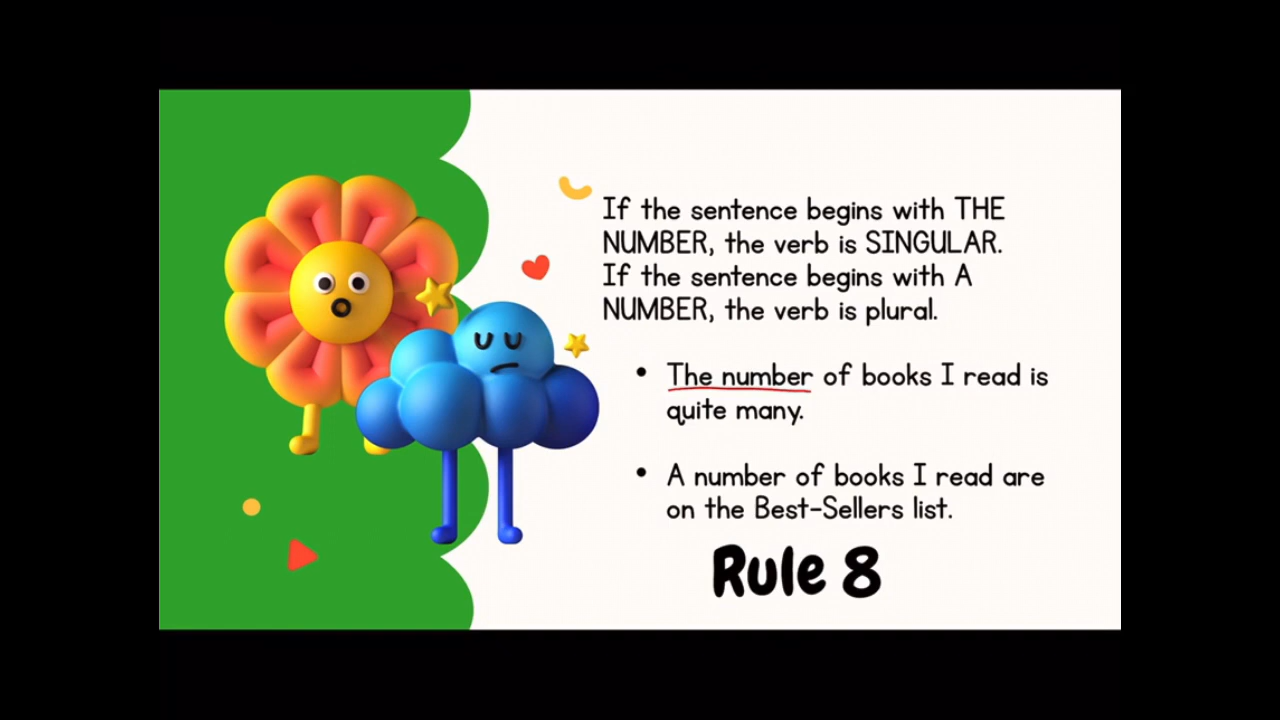 If the sentence begins with THE
NUMBER, the verb is SINGULAR.
If the sentence begins with A
NUMBER, the verb is plural.
• The number of books I read is
quite many.
• A number of books I read are
on the Best-Sellers list.
Rule 8